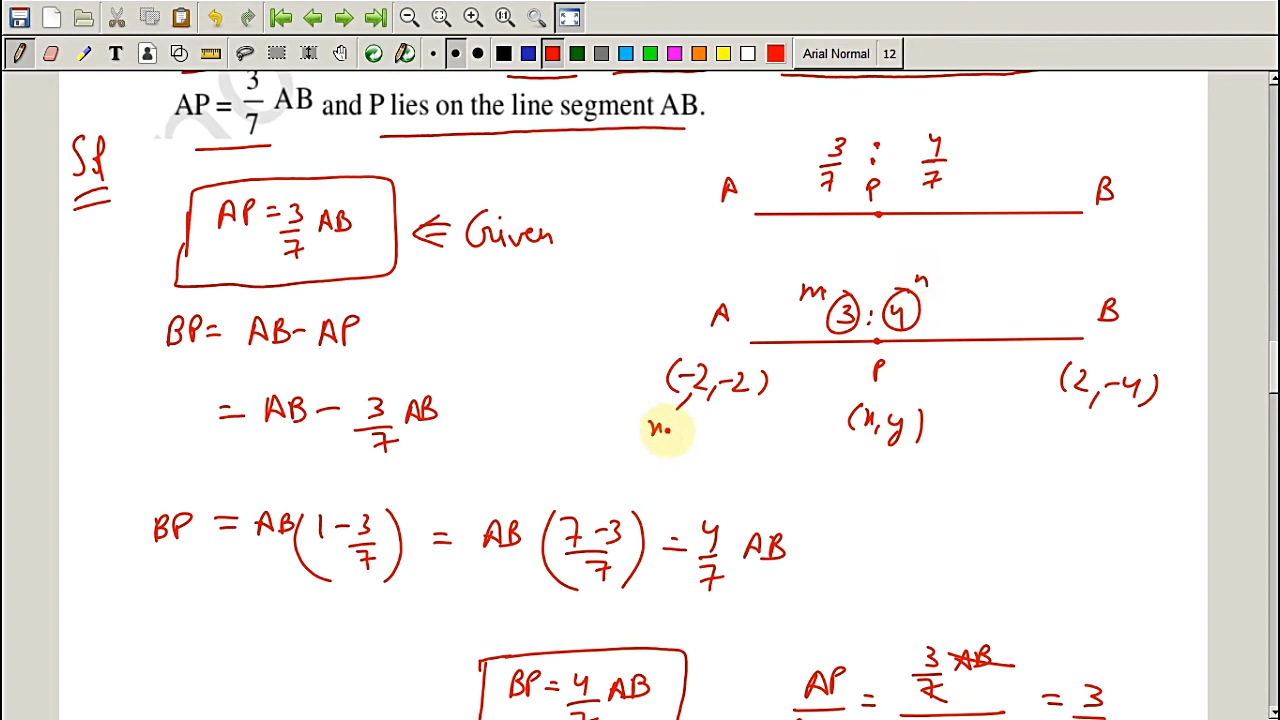 1:1
T
Arial Normal 12
AP = 3/7 AB and P lies on the line segment AB.
Sol
AP = 3/7 AB ⇐ Given
3/7 : 4/7
A P B
m 3 : 4 n
A B
P
(-2,-2) (x,y) (2,-4)
x.
BP = AB - AP
= AB - 3/7 AB
BP = AB(1 - 3/7) = AB(7-3/7) = 4/7 AB
BP = 4/7 AB
AP = 3/7 AB = 3